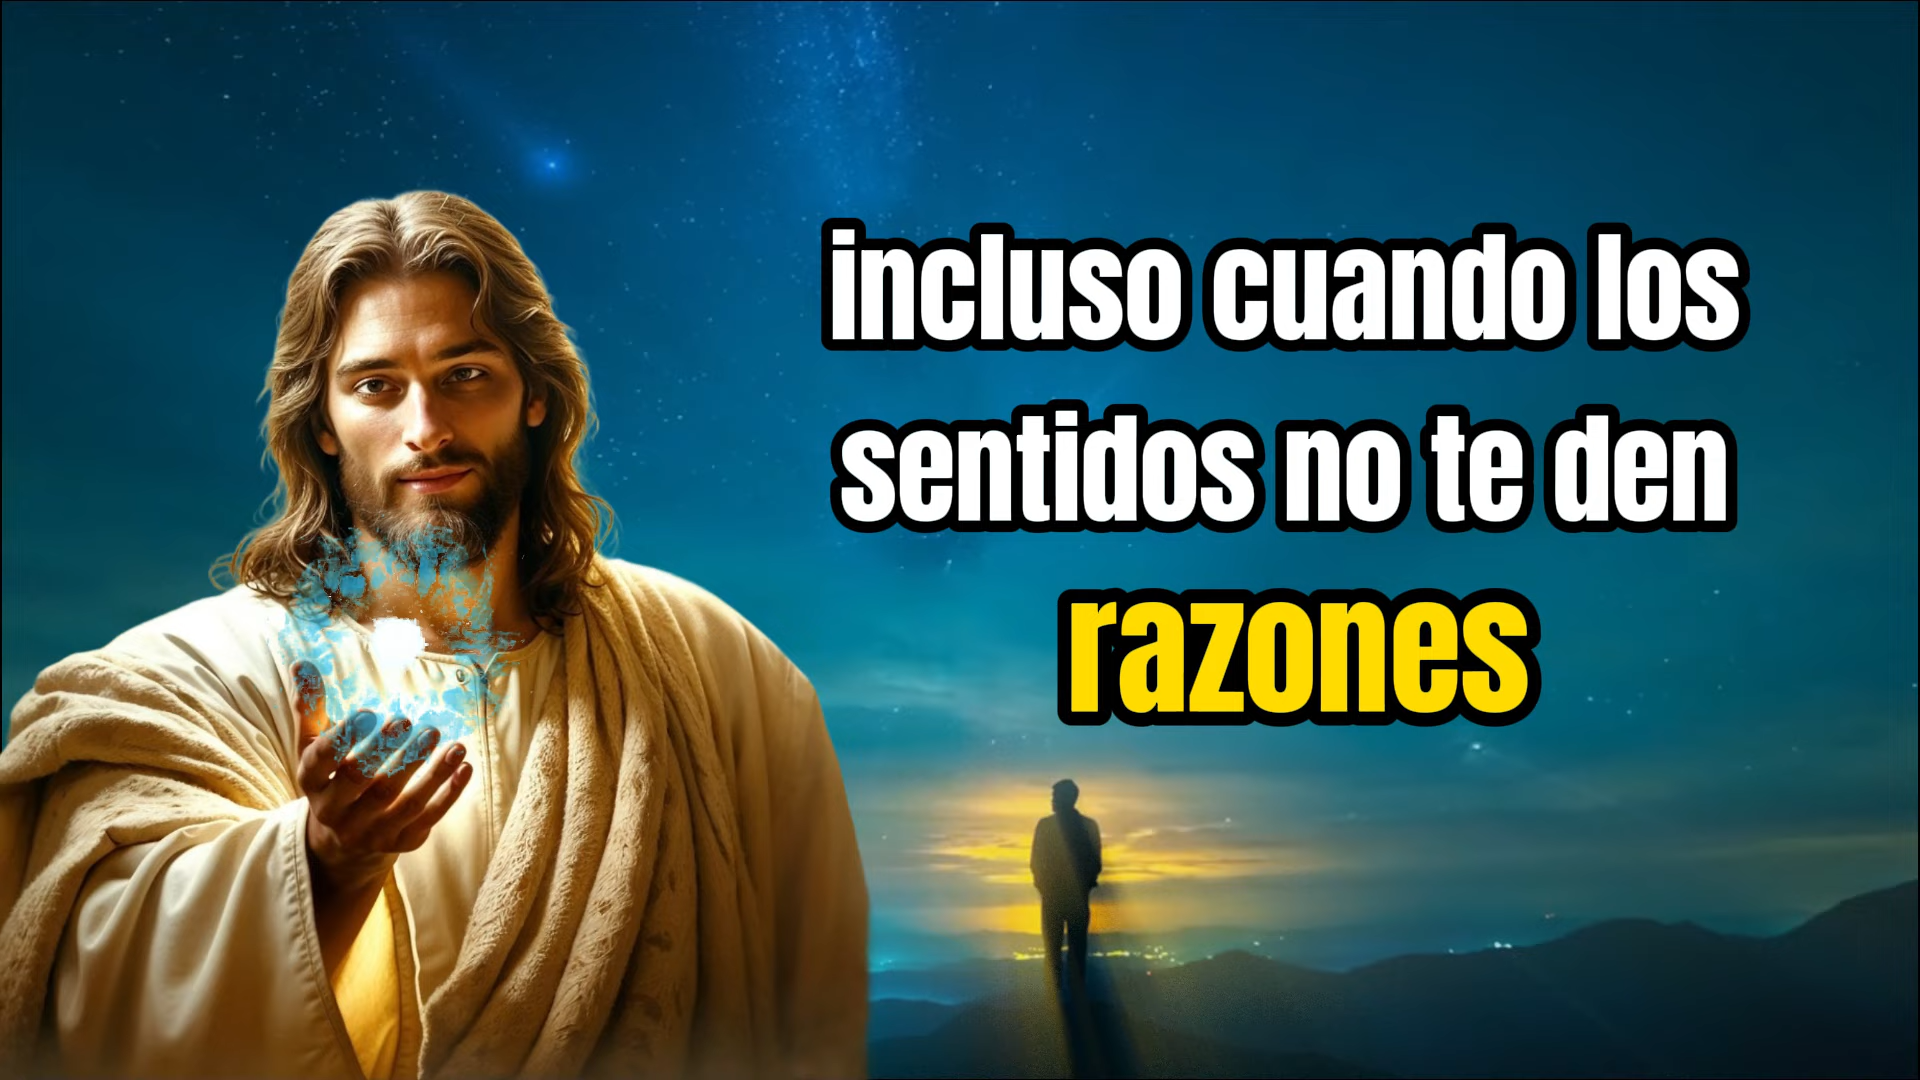 incluso cuando los
sentidos no te den
razones